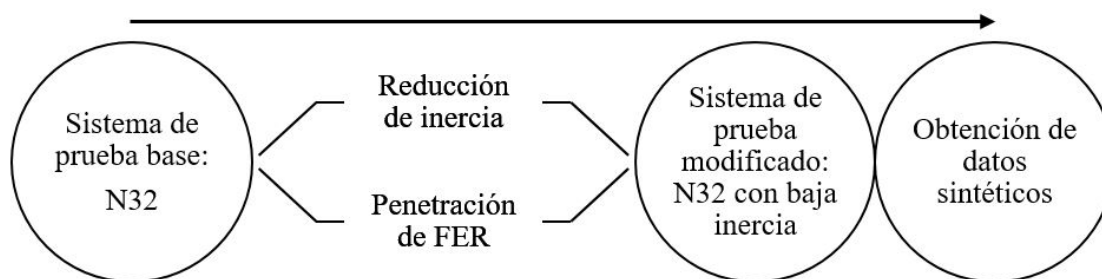 Sistema de
prueba base:
N32
Reducción
de inercia
Penetración
de FER
Sistema de
prueba
modificado:
N32 con baja
inercia
Obtención de
datos
sintéticos